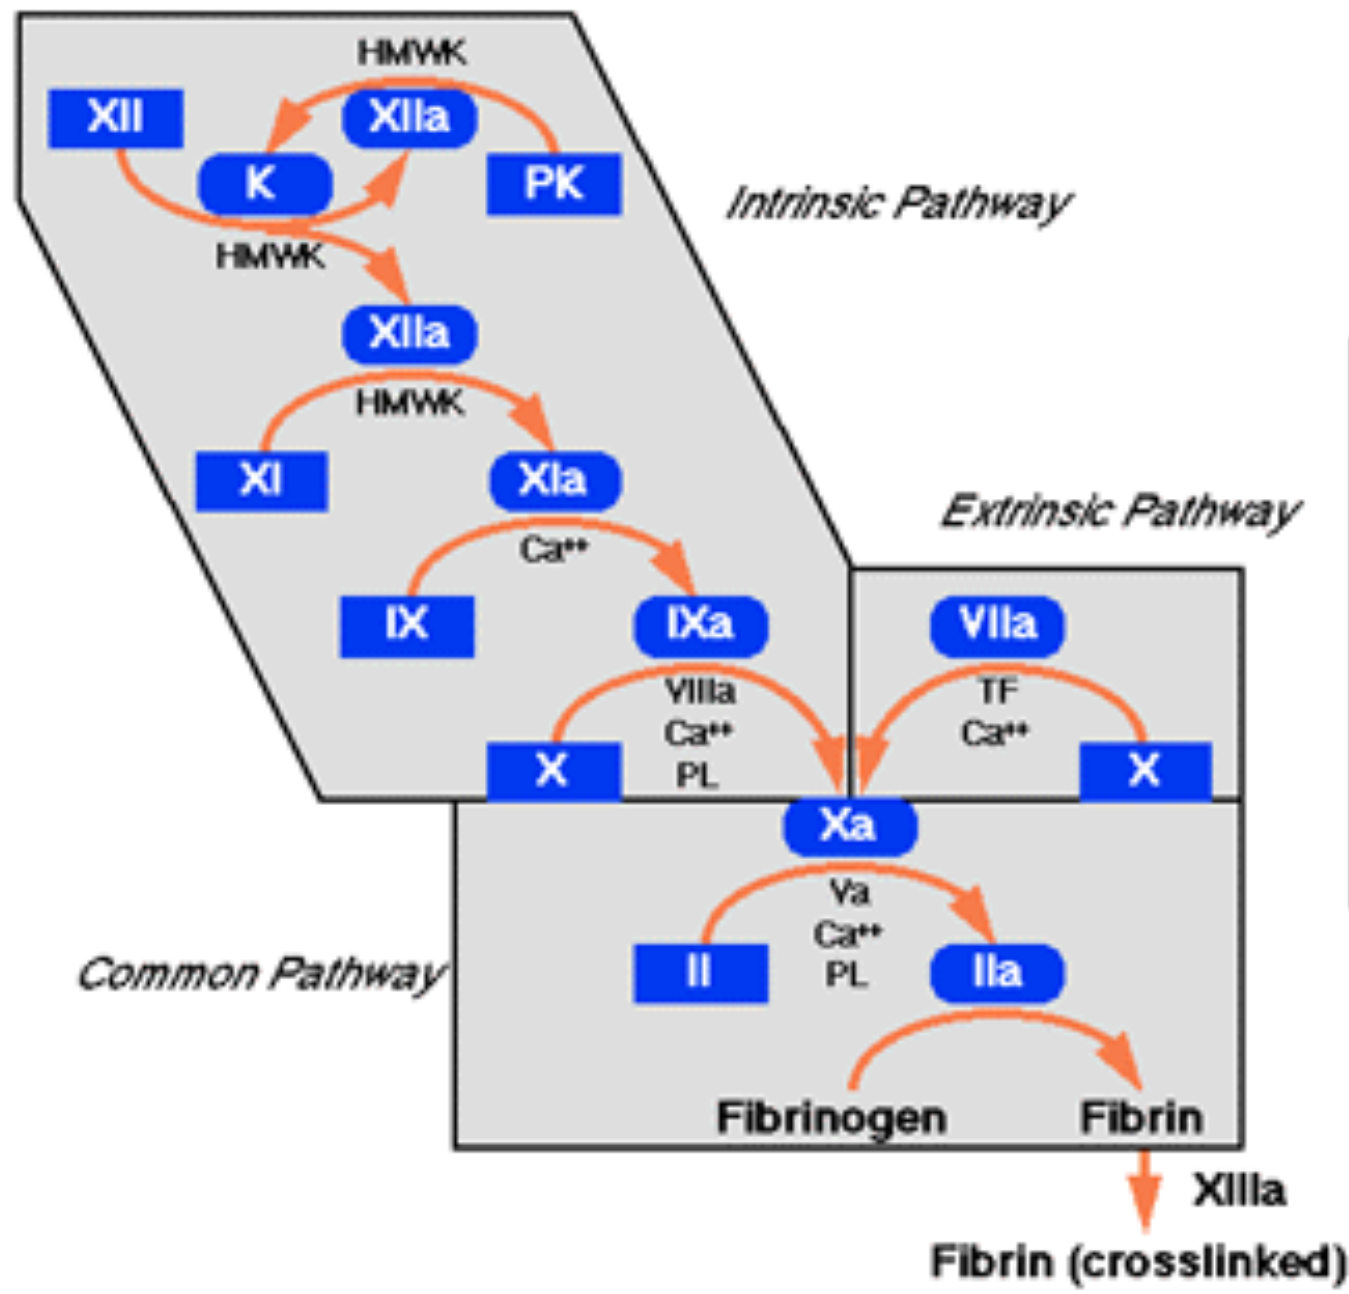 HMWK
XII
XIIa
K
PK
Intrinsic Pathway
HMWK
XIIa
HMWK
XI
XIa
Extrinsic Pathway
Ca++
IX
IXa
VIIa
VIIIa
TF
Ca++
Ca++
X
PL
X
Xa
Va
Ca++
Common Pathway
II
PL
IIa
Fibrinogen
Fibrin
XIIIa
Fibrin (crosslinked)